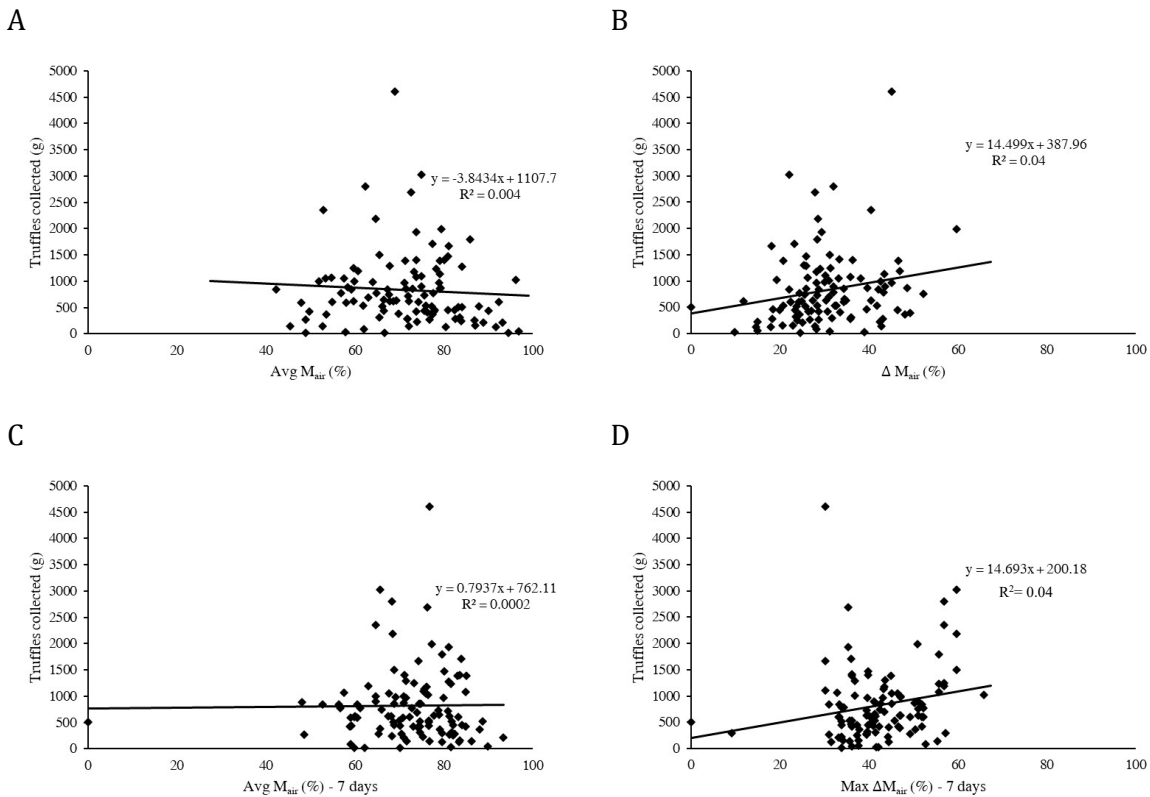 A
B
Truffles collected (g)
5000
4500
4000
3500
3000
2500
2000
1500
1000
500
0
y = -3.8434x + 1107.7
R² = 0.004
0 20 40 60 80 100
Avg Mair (%)
Truffles collected (g)
5000
4500
4000
3500
3000
2500
2000
1500
1000
500
0
y = 14.499x + 387.96
R² = 0.04
0 20 40 60 80 100
Δ Mair (%)
C
D
Truffles collected (g)
5000
4500
4000
3500
3000
2500
2000
1500
1000
500
0
y = 0.7937x + 762.11
R² = 0.0002
0 20 40 60 80 100
Avg Mair (%) - 7 days
Truffles collected (g)
5000
4500
4000
3500
3000
2500
2000
1500
1000
500
0
y = 14.693x + 200.18
R²= 0.04
0 20 40 60 80 100
Max ΔMair (%) - 7 days